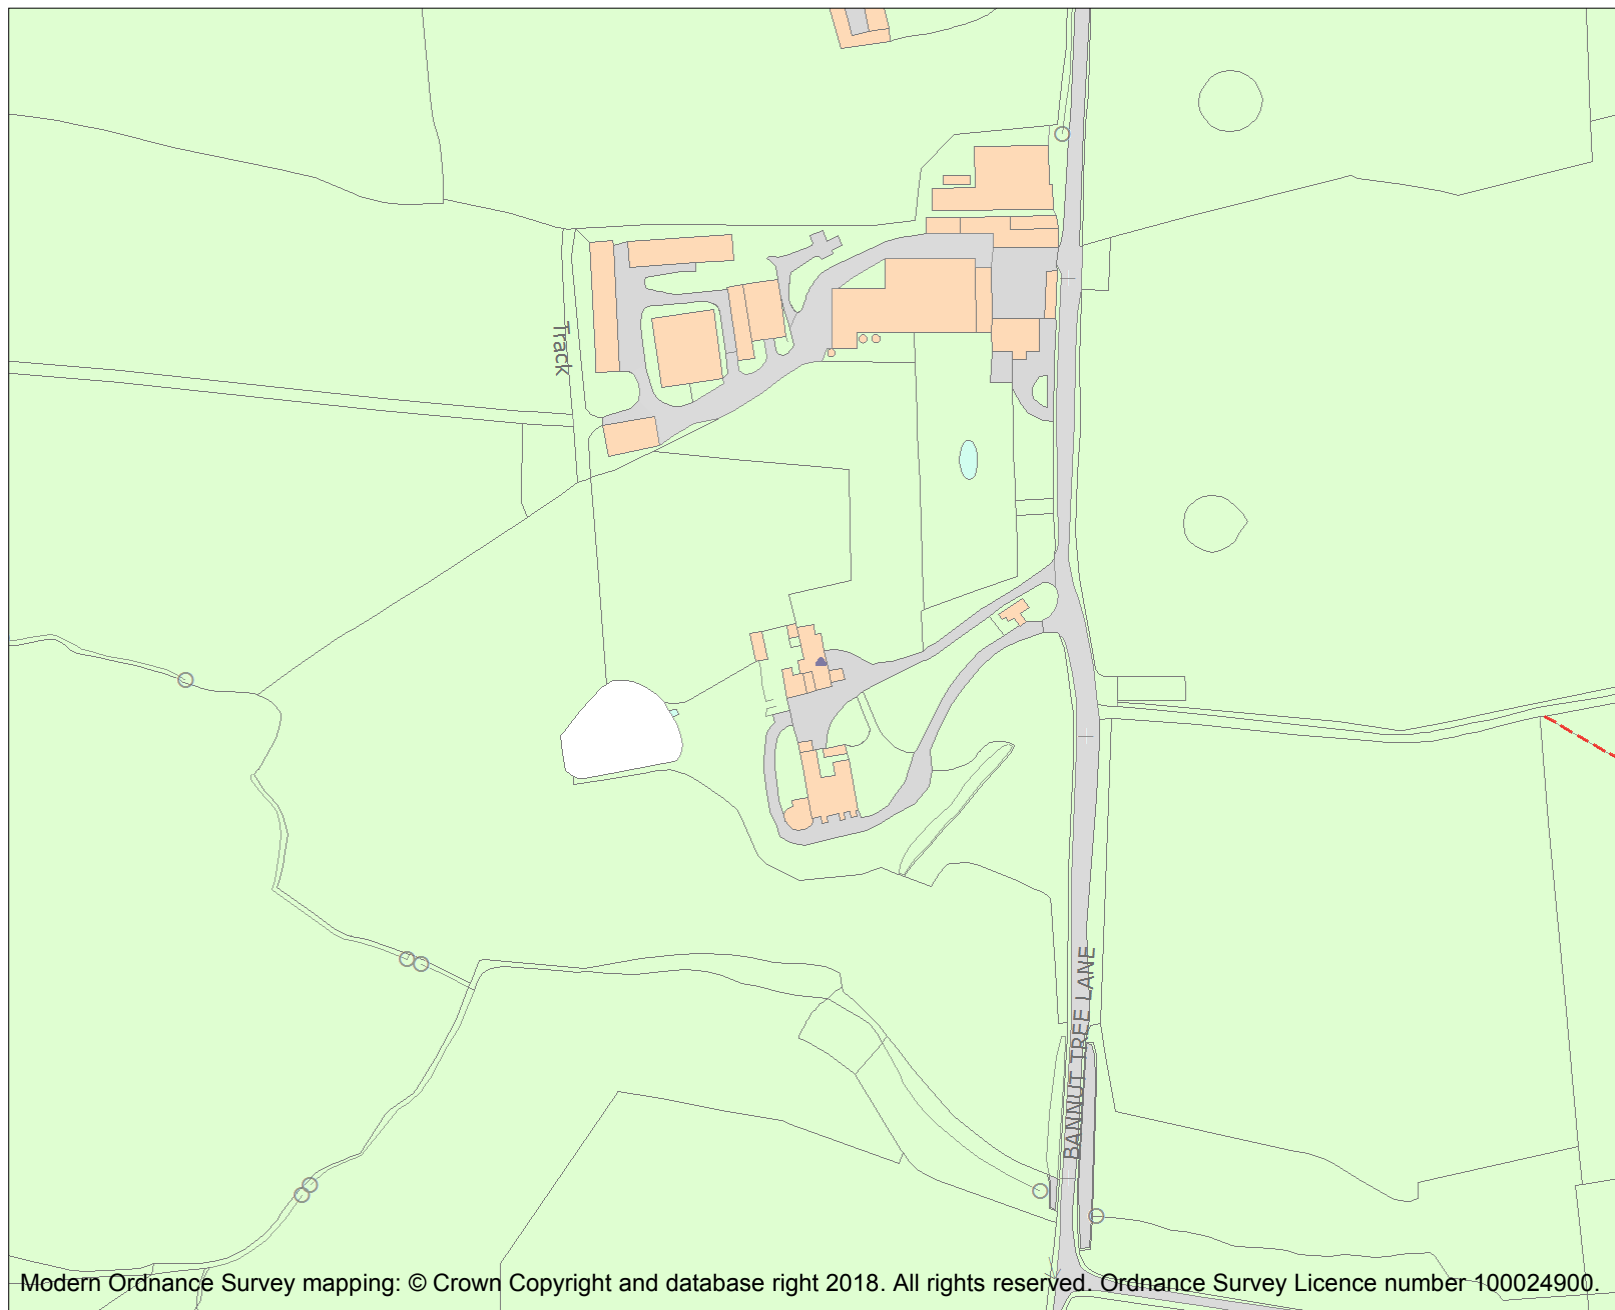 Track
BANNUT TREE LANE
Modern Ordnance Survey mapping: © Crown Copyright and database right 2018. All rights reserved. Ordnance Survey Licence number 100024900.